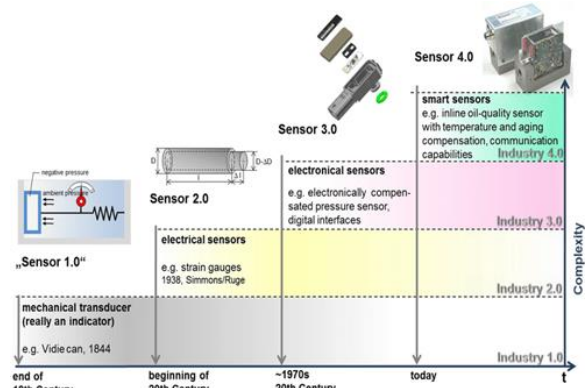 Sensor 4.0
smart sensors
e.g. inline oil-quality sensor
with temperature and aging
compensation, communication
capabilities
Industry 4.0
Sensor 3.0
electronical sensors
e.g. electronically compen-
sated pressure sensor,
digital interfaces
Industry 3.0
D
D-ΔD
l
Δl
Sensor 2.0
electrical sensors
e.g. strain gauges
1938, Simmons/Ruge
Industry 2.0
negative pressure
ambient pressure
„Sensor 1.0“
mechanical transducer
(really an indicator)
e.g. Vidie can, 1844
Industry 1.0
Complexity
end of
beginning of
~1970s
today
t